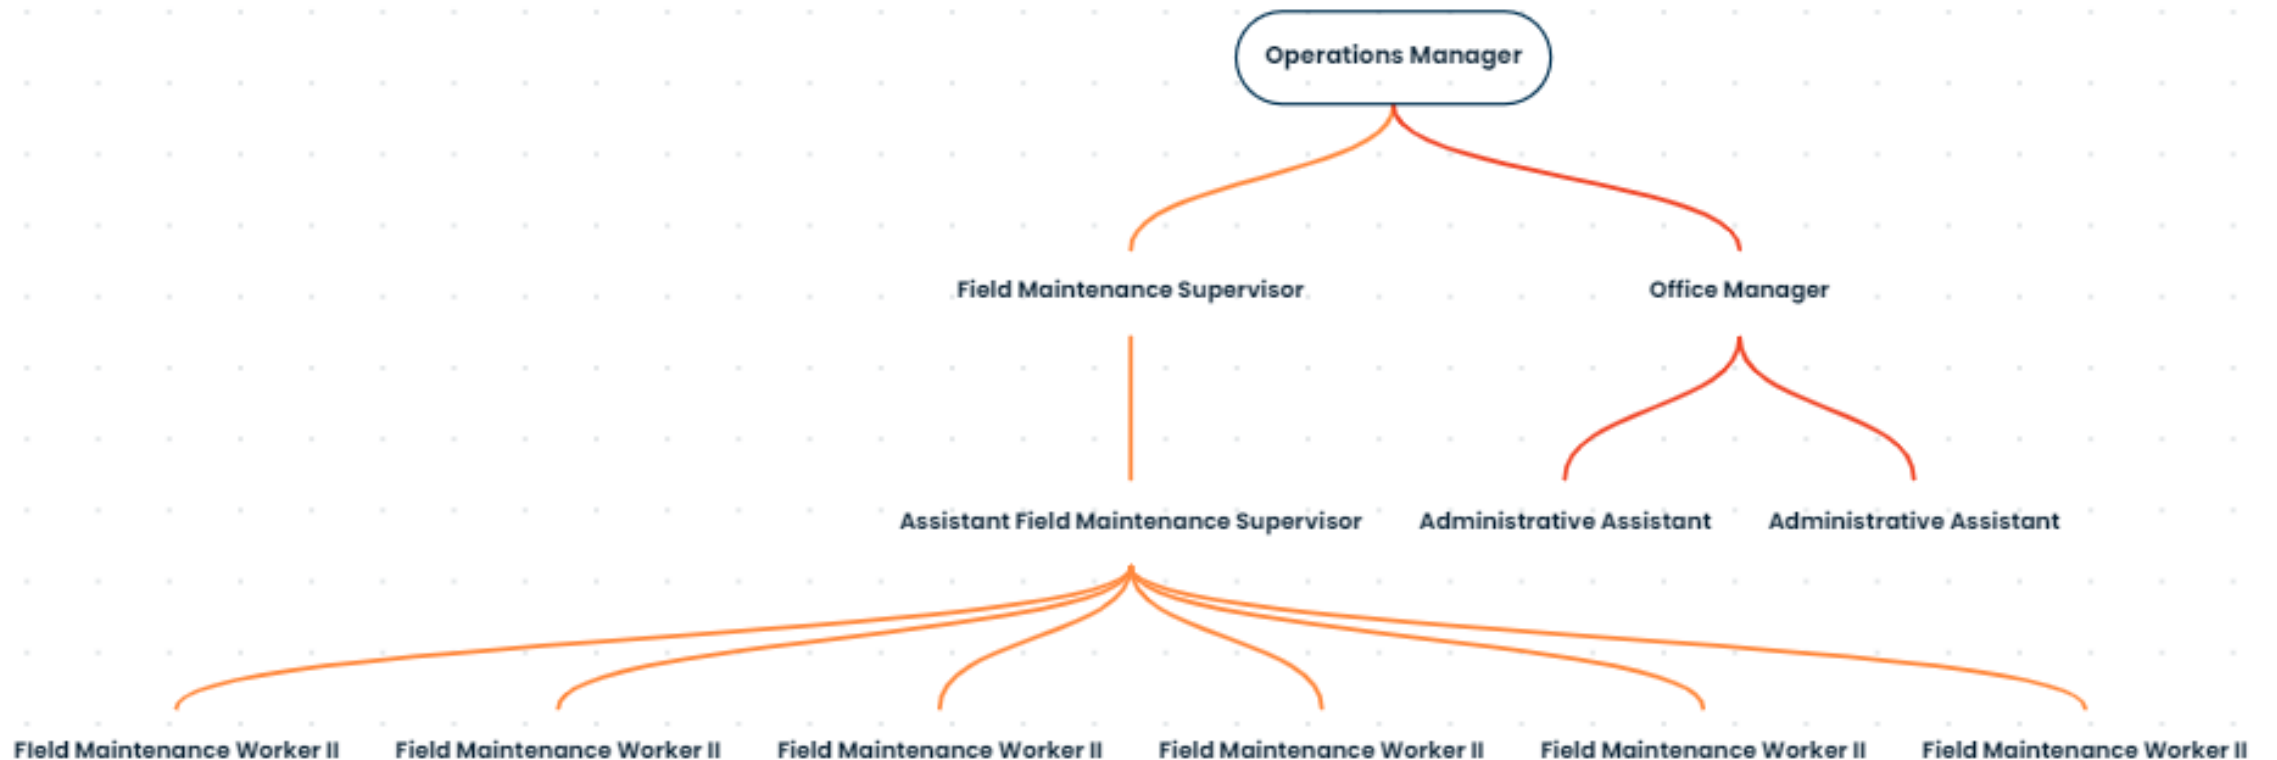 Operations Manager
Field Maintenance Supervisor
Office Manager
Assistant Field Maintenance Supervisor
Administrative Assistant
Administrative Assistant
FIeld Maintenance Worker II
Field Maintenance Worker II
Field Maintenance Worker II
Field Maintenance Worker II
Field Maintenance Worker II
Field Maintenance Worker II